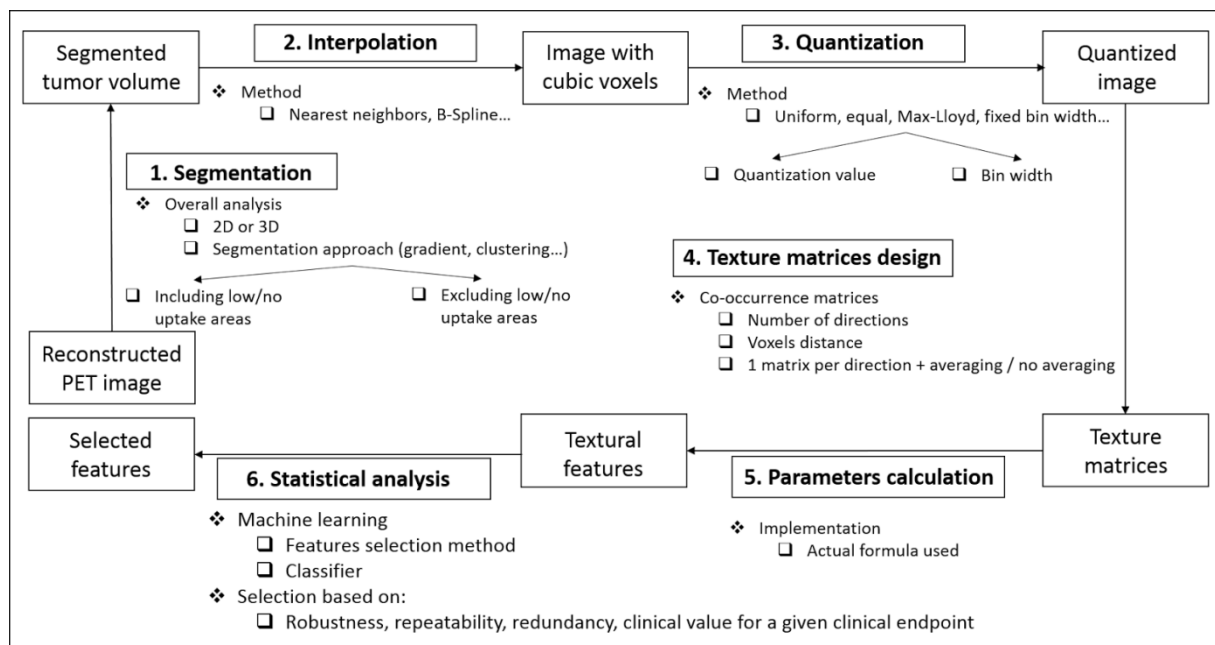 Segmented
tumor volume
2. Interpolation
❖ Method
❑ Nearest neighbors, B-Spline...
Image with
cubic voxels
3. Quantization
❖ Method
❑ Uniform, equal, Max-Lloyd, fixed bin width...
❑ Quantization value
❑ Bin width
Quantized
image
1. Segmentation
❖ Overall analysis
❑ 2D or 3D
❑ Segmentation approach (gradient, clustering...)
❑ Including low/no
uptake areas
❑ Excluding low/no
uptake areas
4. Texture matrices design
❖ Co-occurrence matrices
❑ Number of directions
❑ Voxels distance
❑ 1 matrix per direction + averaging / no averaging
Reconstructed
PET image
Selected
features
Textural
features
Texture
matrices
6. Statistical analysis
❖ Machine learning
❑ Features selection method
❑ Classifier
❖ Selection based on:
❑ Robustness, repeatability, redundancy, clinical value for a given clinical endpoint
5. Parameters calculation
❖ Implementation
❑ Actual formula used